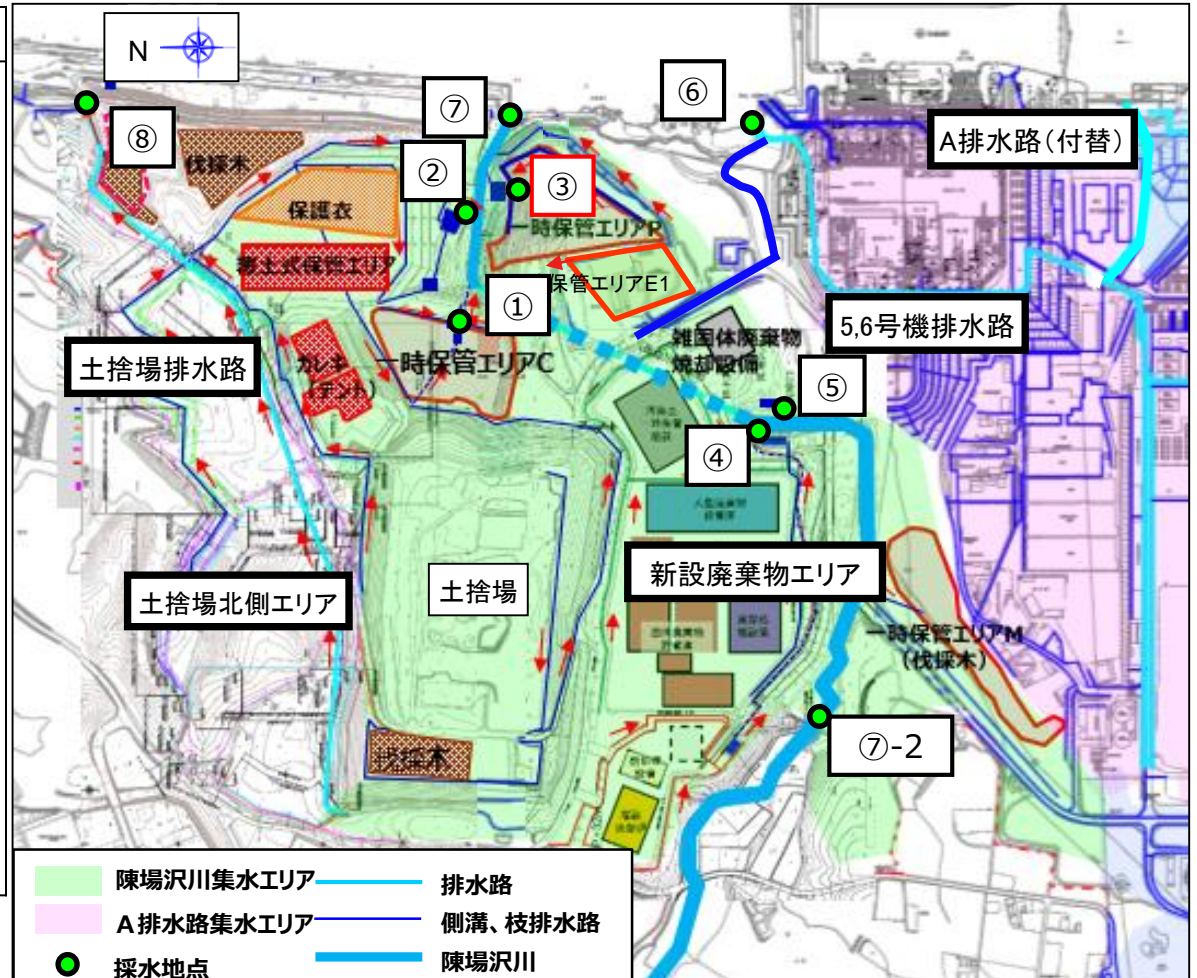 N
⑥
⑦
A排水路(付替)
⑧
伐採木
②
③
保護衣
一時保管エリアP
覆土式保管エリア
保管エリアE1
①
雑固体廃棄物
焼却設備
5,6号機排水路
土捨場排水路
ガレキ
(テント)
一時保管エリアC
⑤
④
新設廃棄物エリア
土捨場北側エリア
土捨場
一時保管エリアM
(伐採木)
伐採木
⑦-2
陳場沢川集水エリア
排水路
A排水路集水エリア
側溝、枝排水路
採水地点
陳場沢川